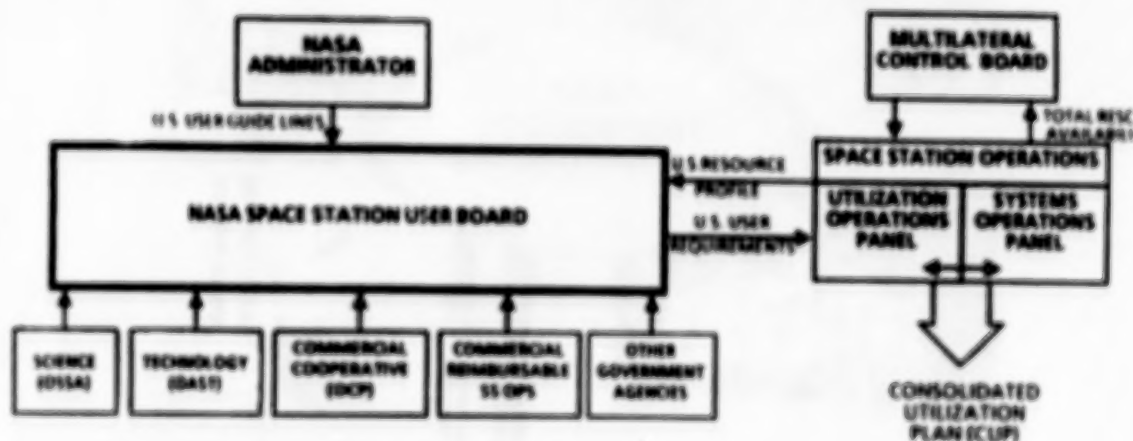 NASA
ADMINISTRATOR
MULTILATERAL
CONTROL BOARD
U.S. USER GUIDE LINES
TOTAL RESC
AVAILABIL
SPACE STATION OPERATIONS
U.S. RESOURCE
PROFILE
NASA SPACE STATION USER BOARD
UTILIZATION
OPERATIONS
PANEL
SYSTEMS
OPERATIONS
PANEL
U.S. USER
REQUIREMENTS
SCIENCE
(OSSA)
TECHNOLOGY
(OAST)
COMMERCIAL
COOPERATIVE
(OCP)
COMMERCIAL
REIMBURSABLE
SS OPS
OTHER
GOVERNMENT
AGENCIES
CONSOLIDATED
UTILIZATION
PLAN (CUP)